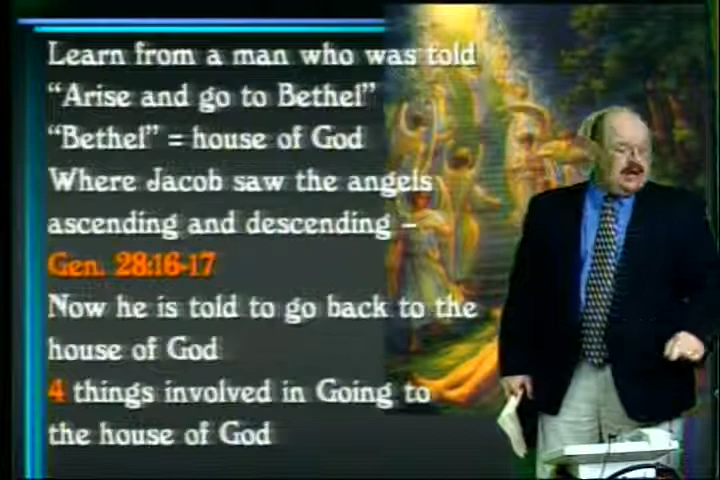 Learn from a man who was told
“Arise and go to Bethel”
“Bethel” = house of God
Where Jacob saw the angels
ascending and descending –
Gen. 28:16-17
Now he is told to go back to the
house of God
4 things involved in Going to
the house of God